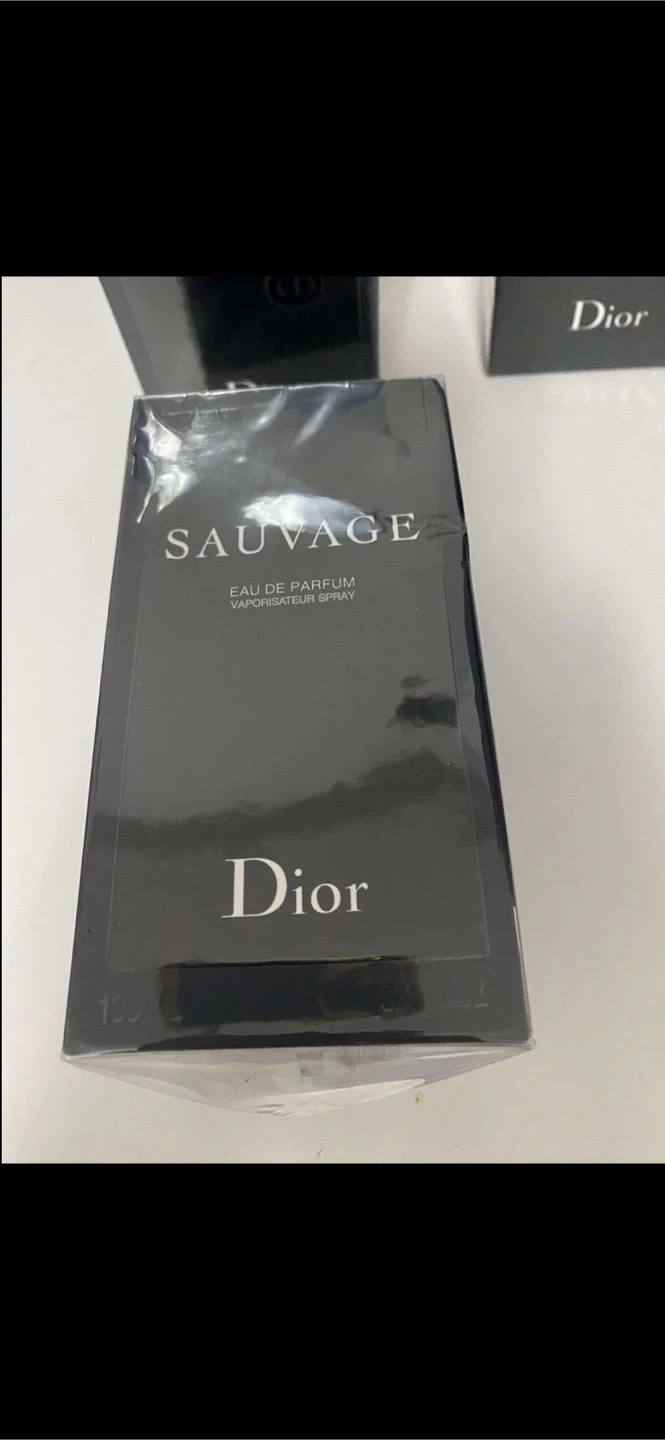 Dior
SAUVAGE
EAU DE PARFUM
VAPORISATEUR SPRAY
Dior